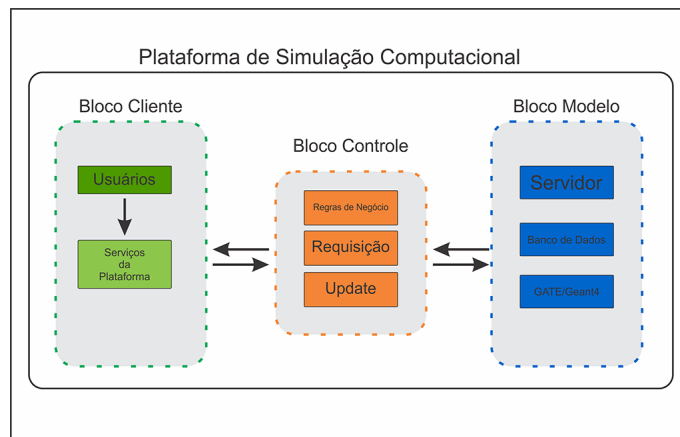 Plataforma de Simulação Computacional
Bloco Cliente
Usuários
Serviços
da
Plataforma
Bloco Controle
Regras de Negócio
Requisição
Update
Bloco Modelo
Servidor
Banco de Dados
GATE/Geant4